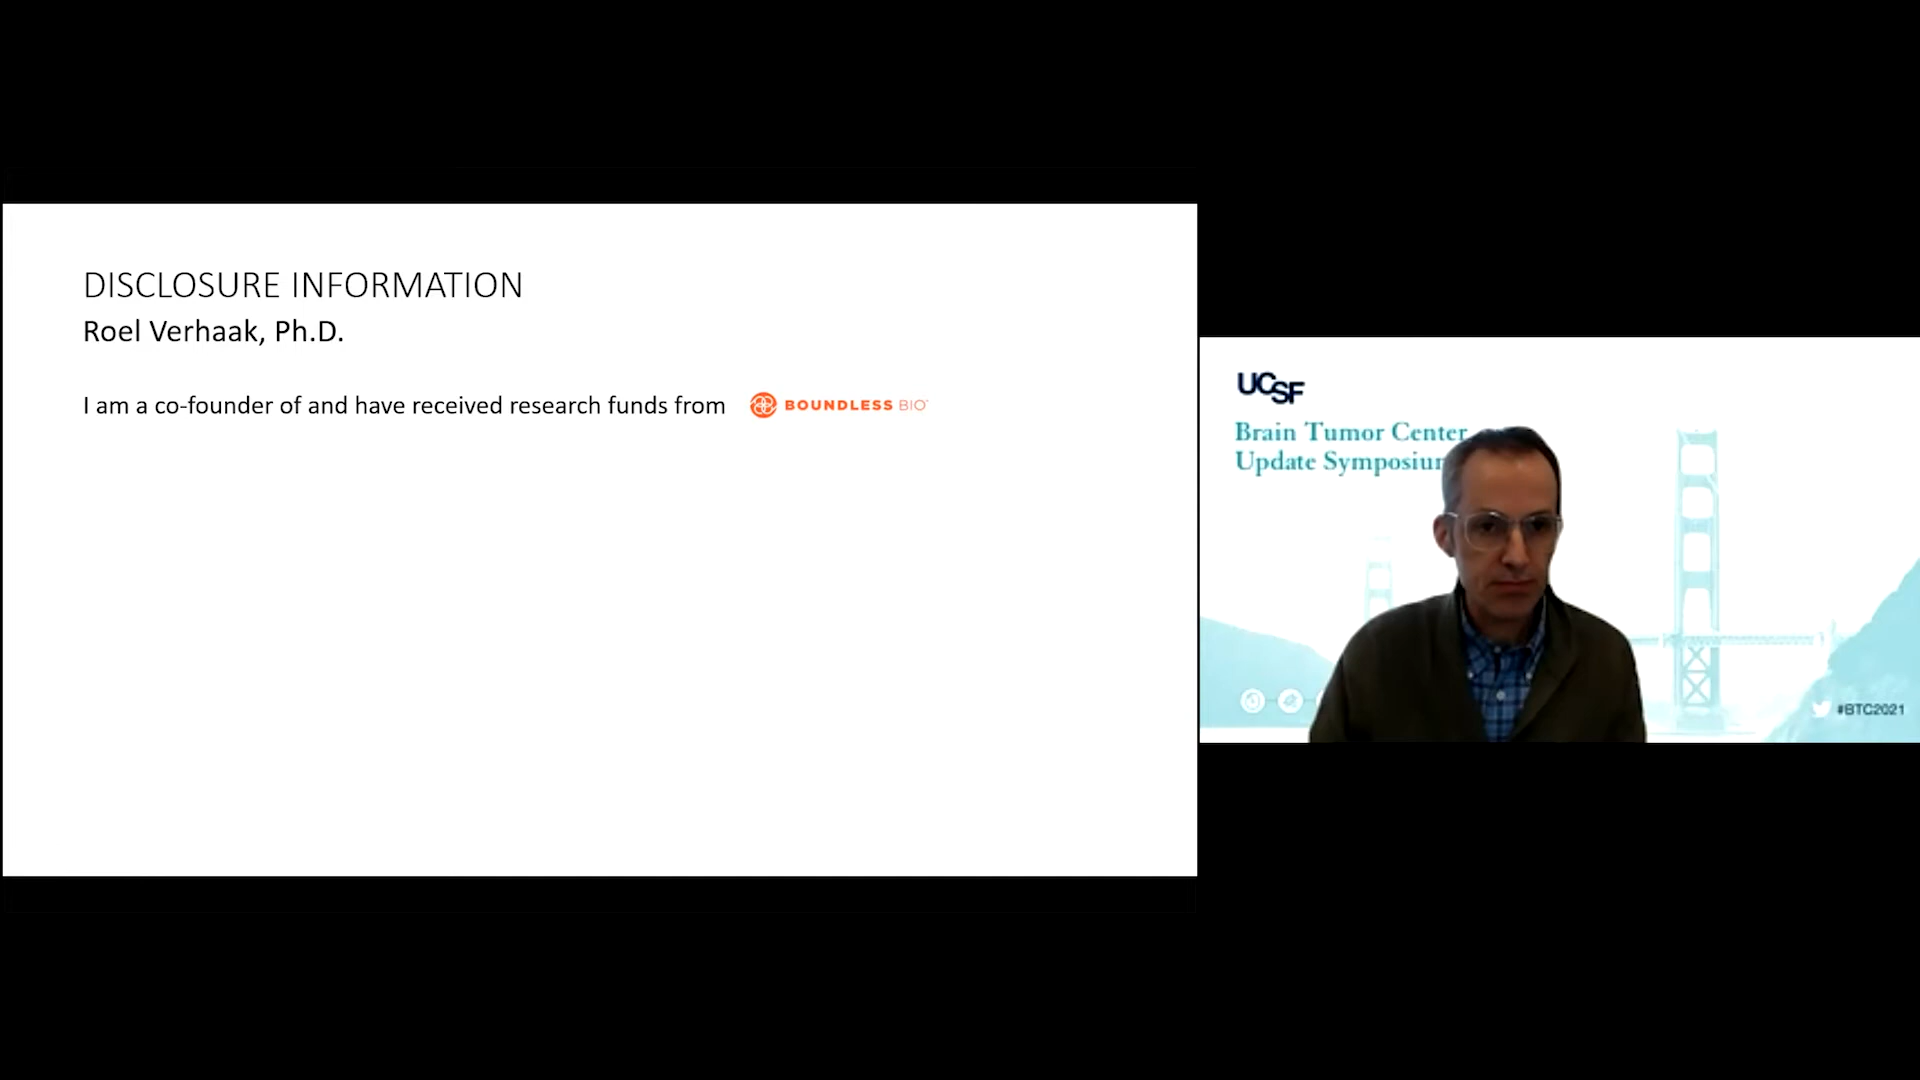 DISCLOSURE INFORMATION
Roel Verhaak, Ph.D.
I am a co-founder of and have received research funds from BOUNDLESS BIO
UCSF
Brain Tumor Center
Update Symposium
#BTC2021